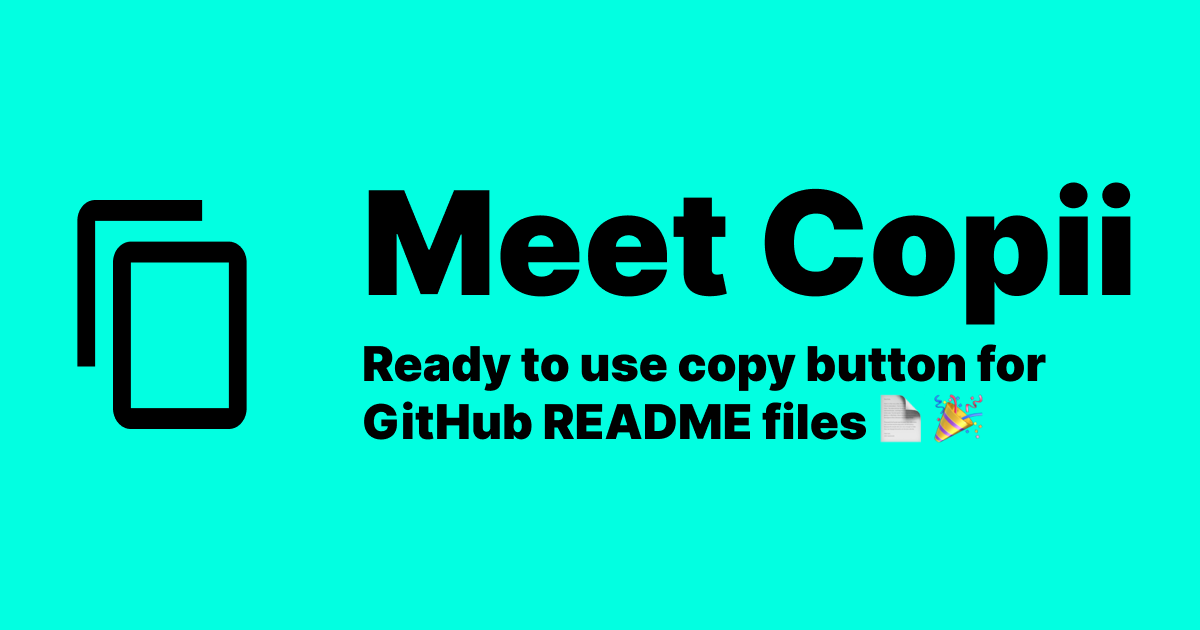 Meet Copii
Ready to use copy button for
GitHub README files 📄 🎉